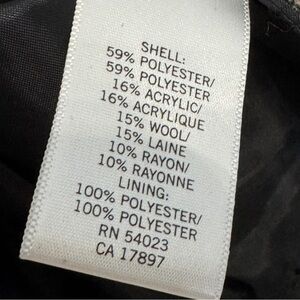 SHELL:
59% POLYESTER/
59% POLYESTER
16% ACRYLIC/
16% ACRYLIQUE
15% WOOL/
15% LAINE
10% RAYON/
10% RAYONNE
LINING:
100% POLYESTER/
100% POLYESTER
RN 54023
CA 17897